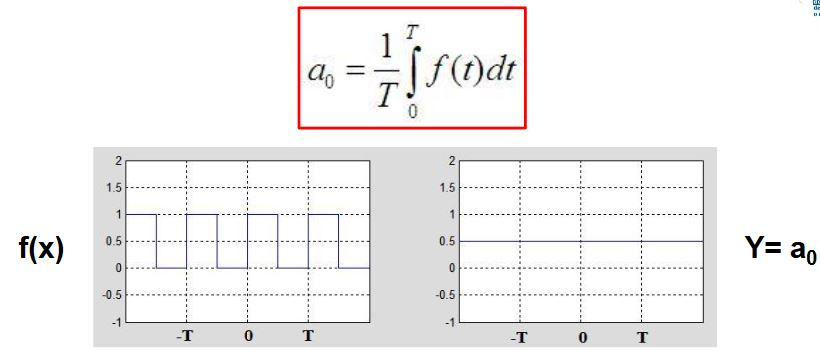 a₀ = 1/T ∫₀ᵀ f(t)dt
f(x)
2
1.5
1
0.5
0
-0.5
-1
-T 0 T
2
1.5
1
0.5
0
-0.5
-1
-T 0 T
Y= a₀